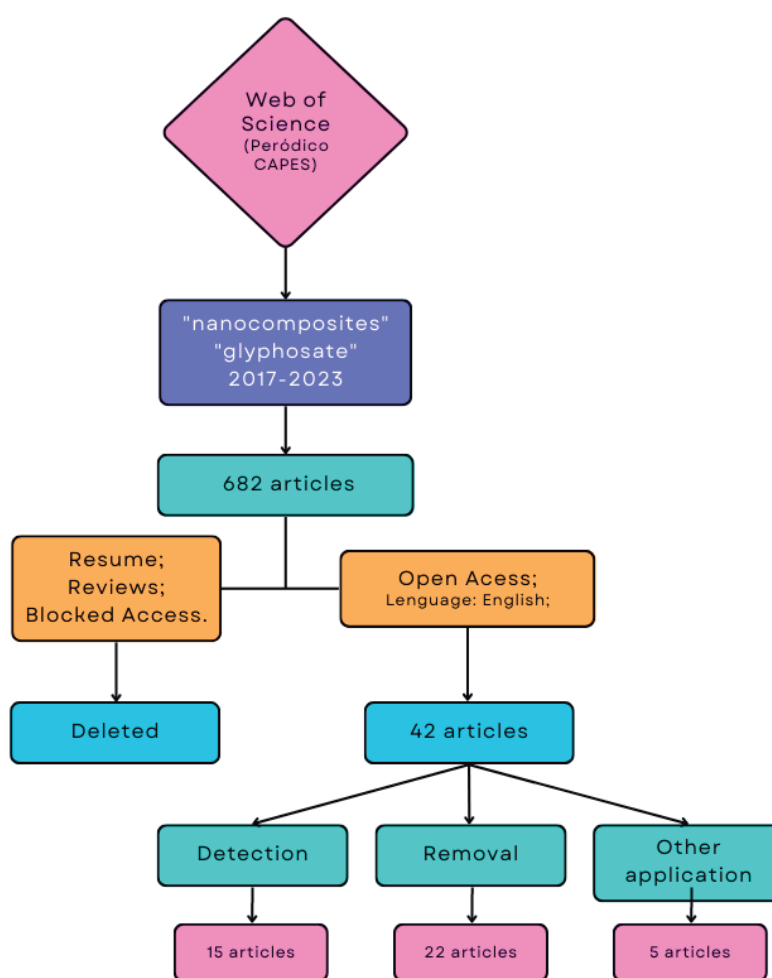 Web of
Science
(Peródico
CAPES)
"nanocomposites"
"glyphosate"
2017-2023
682 articles
Resume;
Reviews;
Blocked Access.
Open Acess;
Lenguage: English;
Deleted
42 articles
Detection
Removal
Other
application
15 articles
22 articles
5 articles